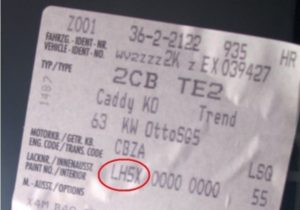 Z001 36-2-2122 935 HR
FAHRZG.-IDENT-NR.
VEHICLE-IDENT-NO.
WV2ZZZ2K Z EX039427
TYP/TYPE
2CB TE2
Caddy KO Trend
63 KW OttoSG5
MOTORKB./GETR. KB.
ENG. CODE/TRANS. CODE
CBZA LSQ
LACKNR./INNENAUSST.
PAINT NO./INTERIOR
LH5X 0000 0000 55
M.-AUSST./OPTIONS